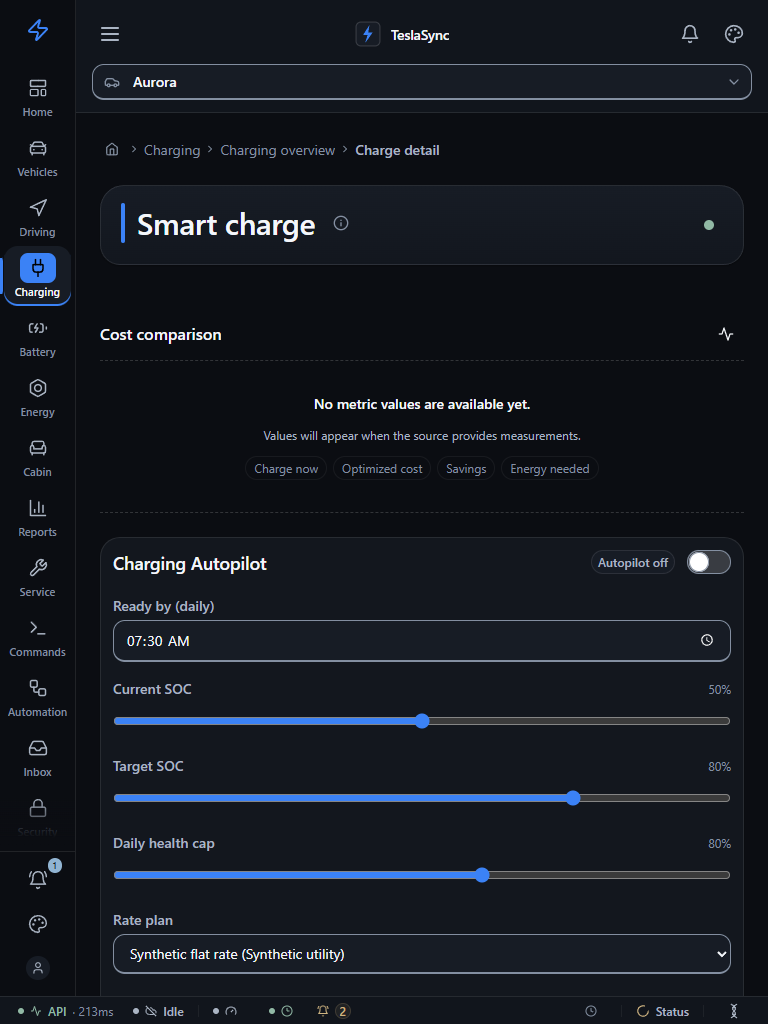 TeslaSync
Aurora
Home
Vehicles
Driving
Charging
Battery
Energy
Cabin
Reports
Service
Commands
Automation
Inbox
Security
1
Charging
Charging overview
Charge detail
Smart charge
Cost comparison
No metric values are available yet.
Values will appear when the source provides measurements.
Charge now
Optimized cost
Savings
Energy needed
Charging Autopilot
Autopilot off
Ready by (daily)
07:30 AM
Current SOC
50%
Target SOC
80%
Daily health cap
80%
Rate plan
Synthetic flat rate (Synthetic utility)
API · 213ms
Idle
2
Status